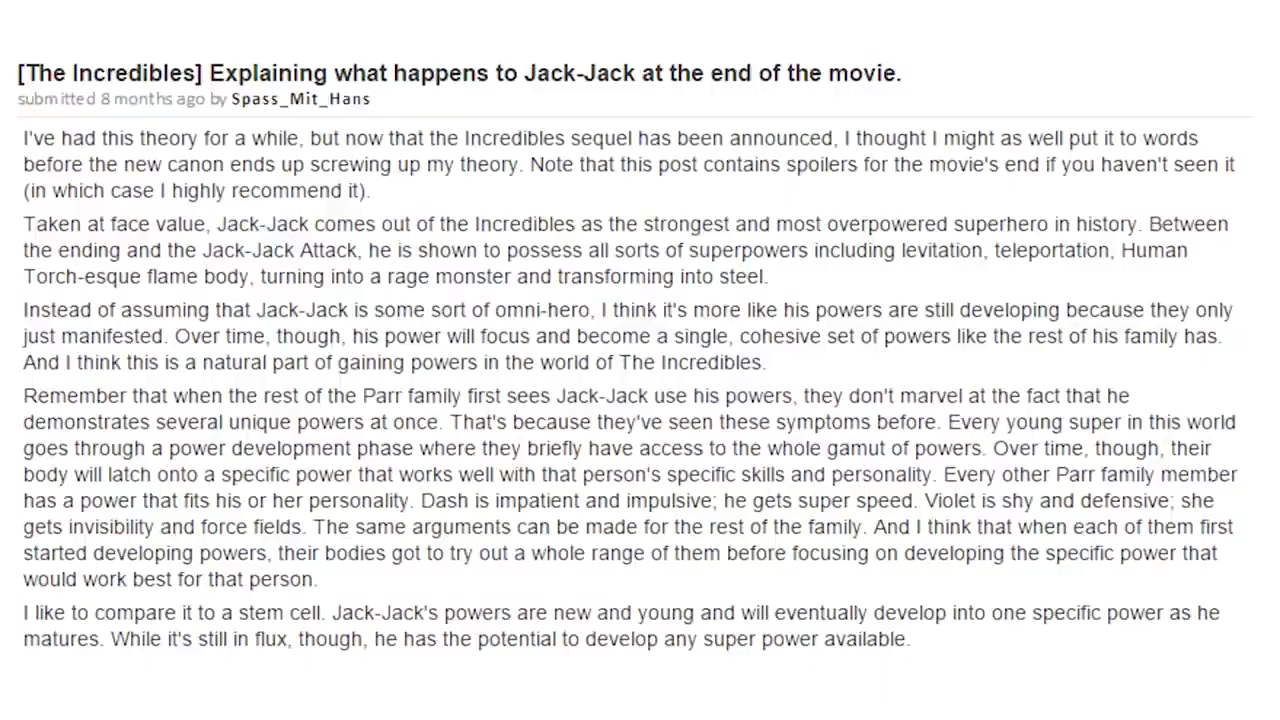 [The Incredibles] Explaining what happens to Jack-Jack at the end of the movie.
submitted 8 months ago by Spass_Mit_Hans
I've had this theory for a while, but now that the Incredibles sequel has been announced, I thought I might as well put it to words
before the new canon ends up screwing up my theory. Note that this post contains spoilers for the movie's end if you haven't seen it
(in which case I highly recommend it).
Taken at face value, Jack-Jack comes out of the Incredibles as the strongest and most overpowered superhero in history. Between
the ending and the Jack-Jack Attack, he is shown to possess all sorts of superpowers including levitation, teleportation, Human
Torch-esque flame body, turning into a rage monster and transforming into steel.
Instead of assuming that Jack-Jack is some sort of omni-hero, I think it's more like his powers are still developing because they only
just manifested. Over time, though, his power will focus and become a single, cohesive set of powers like the rest of his family has.
And I think this is a natural part of gaining powers in the world of The Incredibles.
Remember that when the rest of the Parr family first sees Jack-Jack use his powers, they don't marvel at the fact that he
demonstrates several unique powers at once. That's because they've seen these symptoms before. Every young super in this world
goes through a power development phase where they briefly have access to the whole gamut of powers. Over time, though, their
body will latch onto a specific power that works well with that person's specific skills and personality. Every other Parr family member
has a power that fits his or her personality. Dash is impatient and impulsive; he gets super speed. Violet is shy and defensive; she
gets invisibility and force fields. The same arguments can be made for the rest of the family. And I think that when each of them first
started developing powers, their bodies got to try out a whole range of them before focusing on developing the specific power that
would work best for that person.
I like to compare it to a stem cell. Jack-Jack's powers are new and young and will eventually develop into one specific power as he
matures. While it's still in flux, though, he has the potential to develop any super power available.